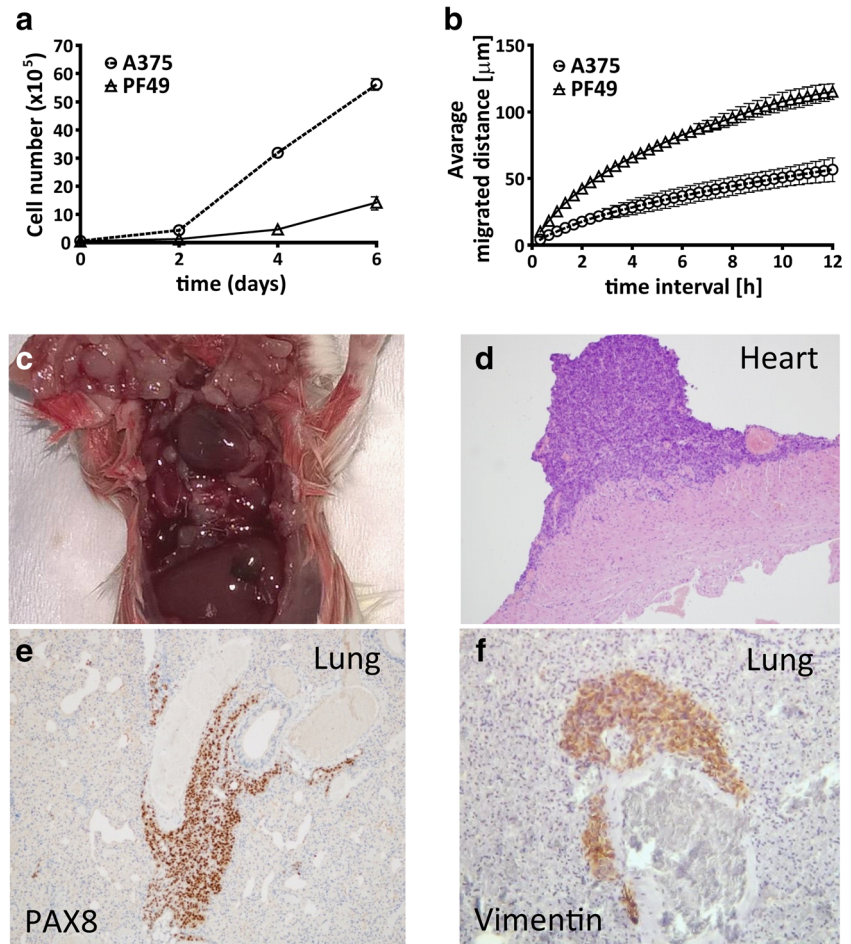 a
Cell number (x10⁵)
70
60
50
40
30
20
10
0
A375
PF49
0
2
4
6
time (days)
b
Avarage
migrated distance [µm]
150
100
50
0
A375
PF49
0
2
4
6
8
10
12
time interval [h]
c
d
Heart
e
Lung
PAX8
f
Lung
Vimentin